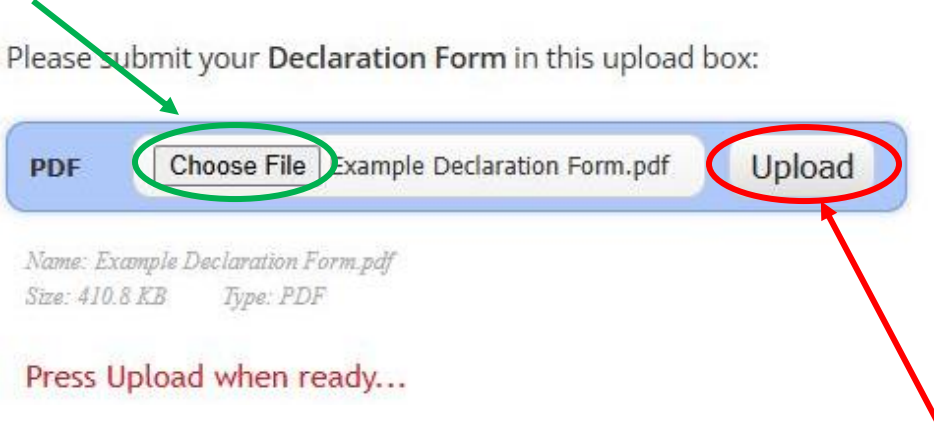 Please submit your Declaration Form in this upload box:
PDF Choose File Example Declaration Form.pdf Upload
Name: Example Declaration Form.pdf
Size: 410.8 KB Type: PDF
Press Upload when ready...